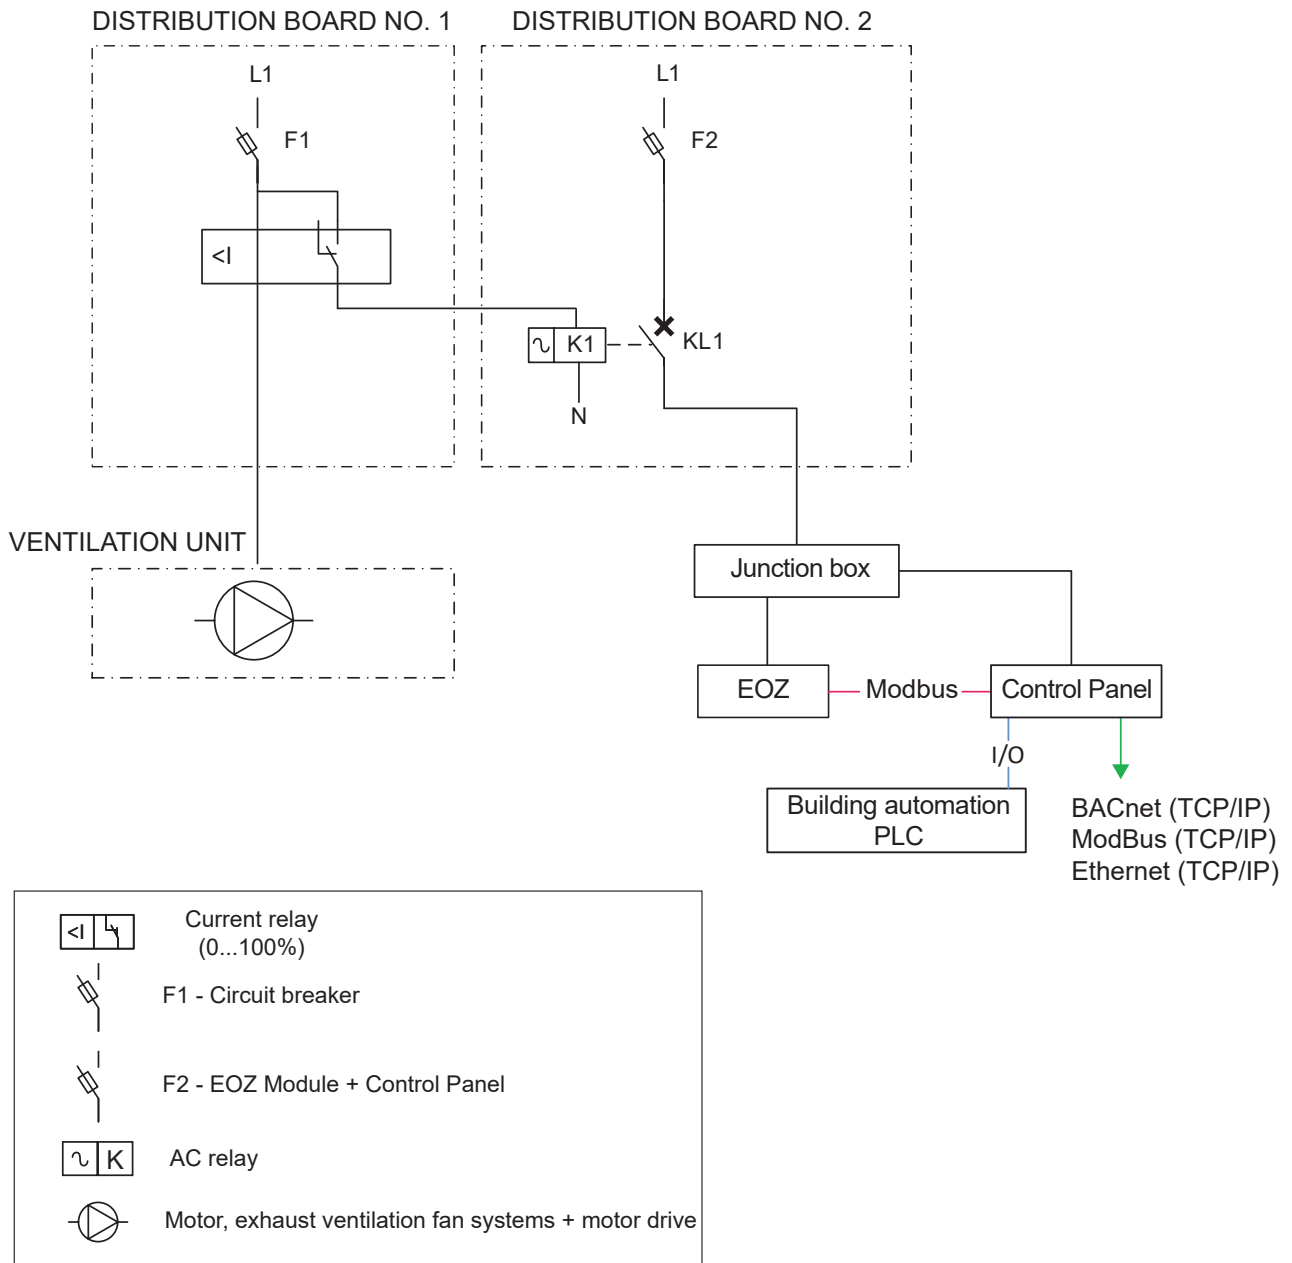 DISTRIBUTION BOARD NO. 1
DISTRIBUTION BOARD NO. 2
L1
L1
F1
F2
<I
K1
KL1
N
VENTILATION UNIT
Junction box
EOZ
Modbus
Control Panel
I/O
Building automation
PLC
BACnet (TCP/IP)
ModBus (TCP/IP)
Ethernet (TCP/IP)
<I
Current relay
(0...100%)
F1 - Circuit breaker
F2 - EOZ Module + Control Panel
K
AC relay
Motor, exhaust ventilation fan systems + motor drive